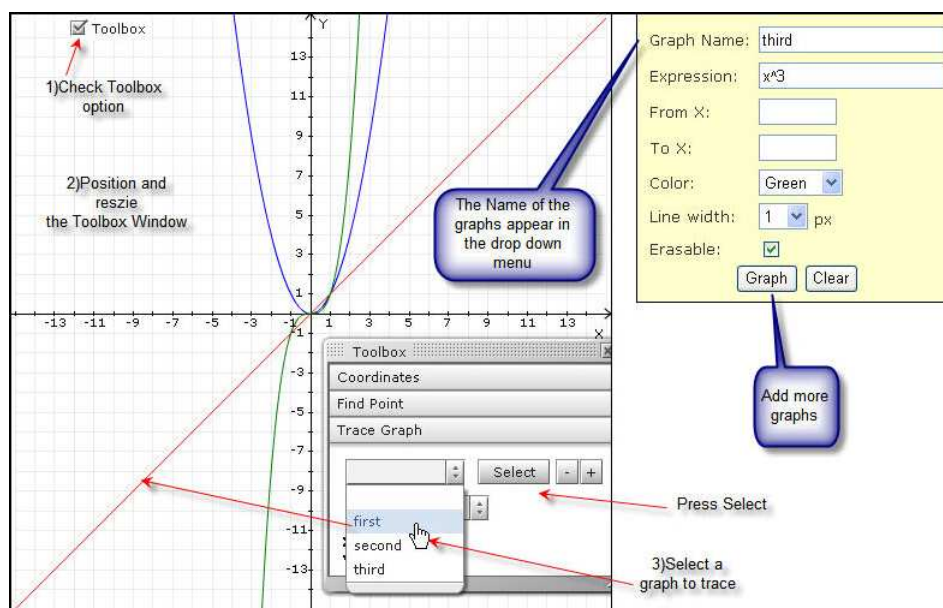 Toolbox
1)Check Toolbox
option
2)Position and
reszie
the Toolbox Window
Y
13
11
9
7
5
3
1
-13 -11 -9 -7 -5 -3 -1 1 3 5 7 9 11 13
X
-1
-3
-5
-7
-9
-11
-13
The Name of the
graphs appear in
the drop down
menu
Graph Name: third
Expression: x^3
From X:
To X:
Color: Green
Line width: 1 px
Erasable:
Graph Clear
Add more
graphs
Toolbox
Coordinates
Find Point
Trace Graph
Select - +
first
second
third
Press Select
3)Select a
graph to trace